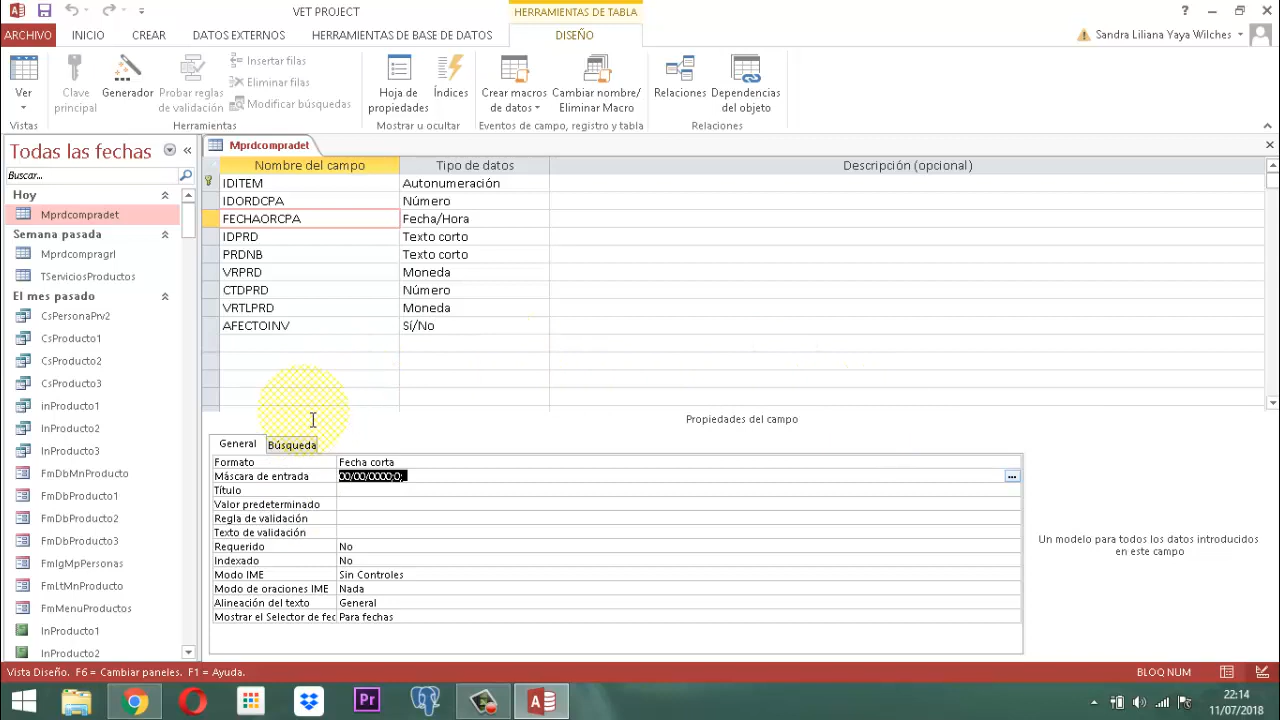 VET PROJECT
HERRAMIENTAS DE TABLA
?
ARCHIVO INICIO CREAR DATOS EXTERNOS HERRAMIENTAS DE BASE DE DATOS DISEÑO
Sandra Liliana Yaya Wilches
Ver
Clave principal
Generador
Probar reglas de validación
Insertar filas
Eliminar filas
Modificar búsquedas
Hoja de propiedades
Índices
Crear macros de datos
Cambiar nombre/ Eliminar Macro
Relaciones
Dependencias del objeto
Vistas Herramientas Mostrar u ocultar Eventos de campo, registro y tabla Relaciones
Todas las fechas
Buscar...
Hoy
Mprdcompradet
Semana pasada
Mprdcompragrl
TServiciosProductos
El mes pasado
CsPersonaPrv2
CsProducto1
CsProducto2
CsProducto3
inProducto1
InProducto2
InProducto3
FmDbMnProducto
FmDbProducto1
FmDbProducto2
FmDbProducto3
FmIgMpPersonas
FmLtMnProducto
FmMenuProductos
InProducto1
InProducto2
Mprdcompradet
Nombre del campo Tipo de datos Descripción (opcional)
IDITEM Autonumeración
IDORDCPA Número
FECHAORCPA Fecha/Hora
IDPRD Texto corto
PRDNB Texto corto
VRPRD Moneda
CTDPRD Número
VRTLPRD Moneda
AFECTOINV Sí/No
Propiedades del campo
General Búsqueda
Formato Fecha corta
Máscara de entrada 00/00/0000;0;_
Título
Valor predeterminado
Regla de validación
Texto de validación
Requerido No
Indexado No
Modo IME Sin Controles
Modo de oraciones IME Nada
Alineación del texto General
Mostrar el Selector de fec Para fechas
Un modelo para todos los datos introducidos
en este campo
Vista Diseño. F6 = Cambiar paneles. F1 = Ayuda.
BLOQ NUM
Pr
22:14
11/07/2018